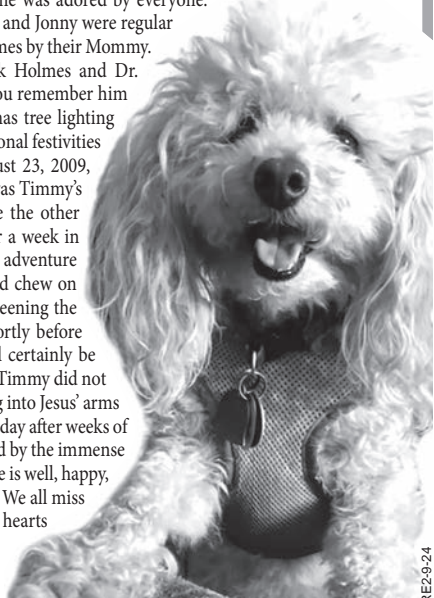 he was adored by everyone.
and Jonny were regular
mes by their Mommy.
k Holmes and Dr.
ou remember him
nas tree lighting
onal festivities
ust 23, 2009,
as Timmy's
e the other
r a week in
adventure
d chew on
eening the
ortly before
l certainly be
Timmy did not
g into Jesus' arms
day after weeks of
d by the immense
e is well, happy,
We all miss
hearts
RE2-9-24